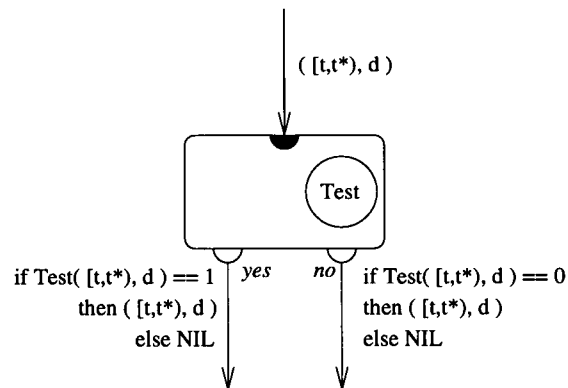 ( [t,t*), d )
Test
yes
no
if Test( [t,t*), d ) == 1
then ( [t,t*), d )
else NIL
if Test( [t,t*), d ) == 0
then ( [t,t*), d )
else NIL